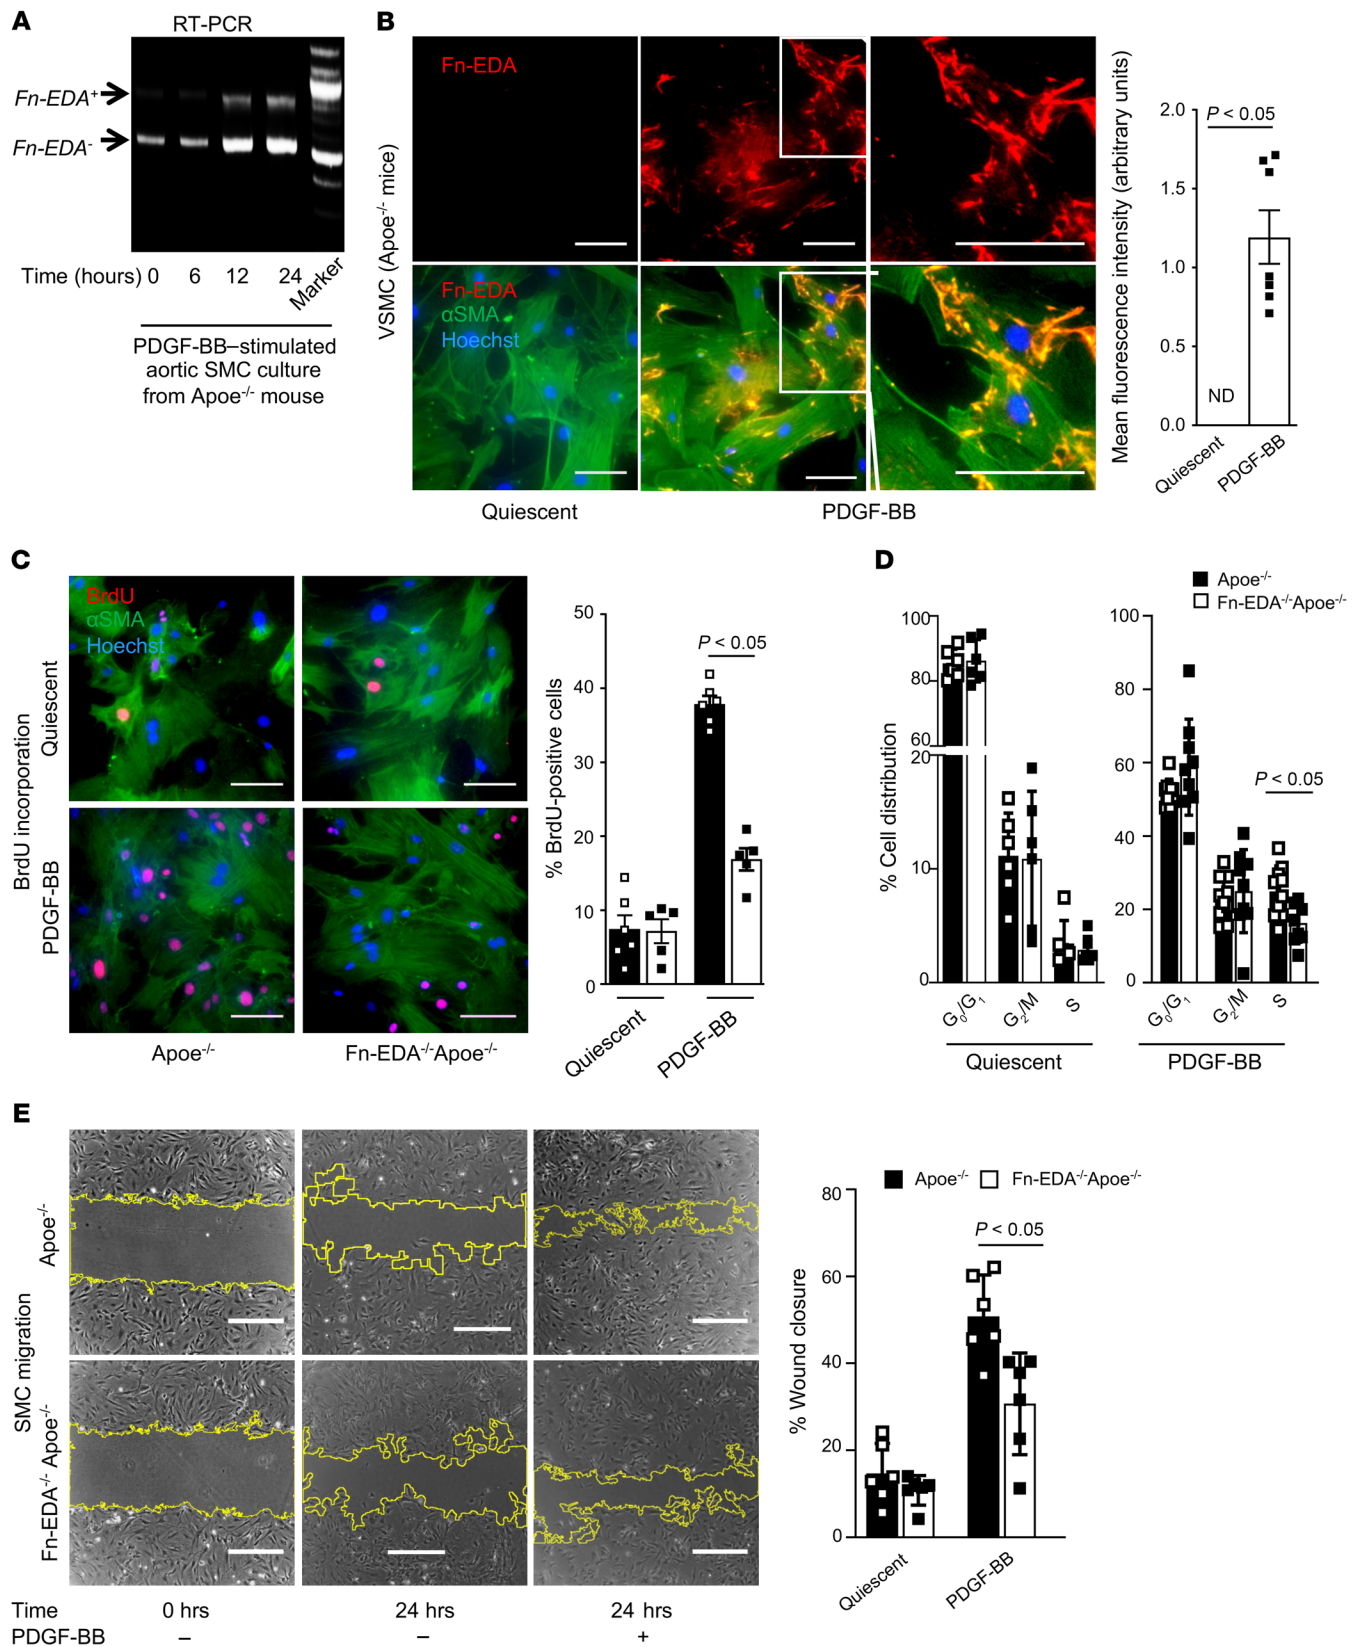 A
RT-PCR
Fn-EDA⁺
Fn-EDA⁻
Time (hours) 0 6 12 24 Marker
PDGF-BB–stimulated
aortic SMC culture
from Apoe⁻/⁻ mouse
B
VSMC (Apoe⁻/⁻ mice)
Fn-EDA
Fn-EDA
αSMA
Hoechst
Quiescent
PDGF-BB
Mean fluorescence intensity (arbitrary units)
2.0
1.5
1.0
0.5
0.0
P < 0.05
ND
Quiescent
PDGF-BB
C
BrdU incorporation
Quiescent
PDGF-BB
BrdU
αSMA
Hoechst
Apoe⁻/⁻
Fn-EDA⁻/⁻Apoe⁻/⁻
% BrdU-positive cells
50
40
30
20
10
0
P < 0.05
Quiescent
PDGF-BB
D
Apoe⁻/⁻
Fn-EDA⁻/⁻Apoe⁻/⁻
% Cell distribution
100
80
60
20
10
0
G₀/G₁
G₂/M
S
Quiescent
100
80
60
40
20
0
P < 0.05
G₀/G₁
G₂/M
S
PDGF-BB
E
SMC migration
Apoe⁻/⁻
Fn-EDA⁻/⁻ Apoe⁻/⁻
Time 0 hrs 24 hrs 24 hrs
PDGF-BB – – +
Apoe⁻/⁻
Fn-EDA⁻/⁻Apoe⁻/⁻
% Wound closure
80
60
40
20
0
P < 0.05
Quiescent
PDGF-BB